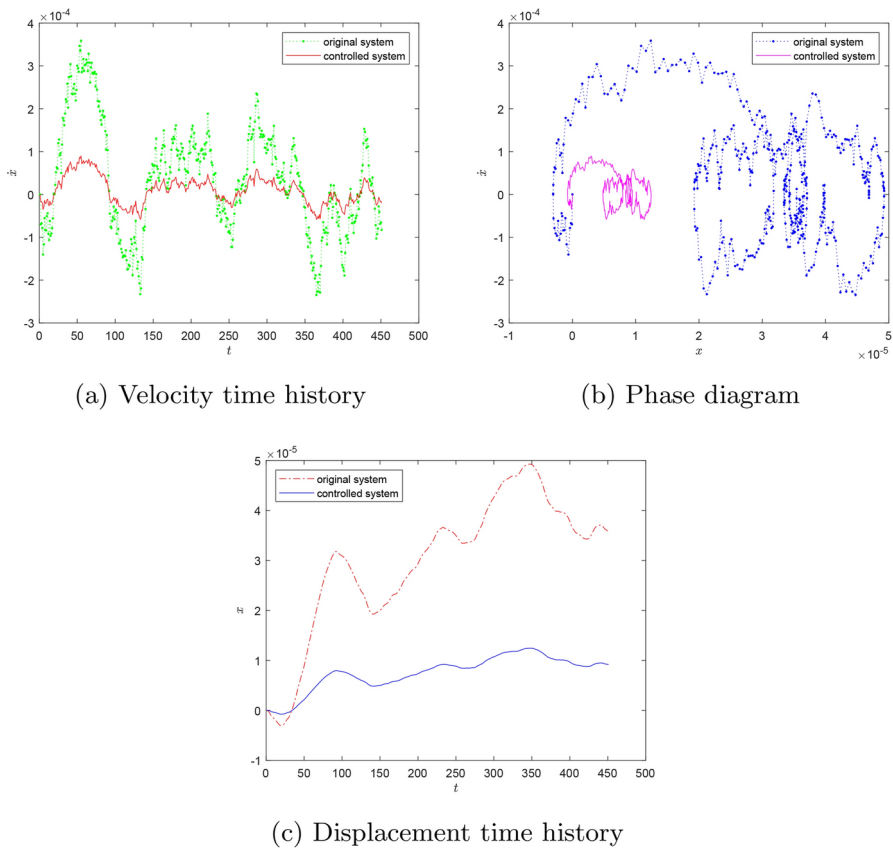 ×10⁻⁴
4
3
2
1
0
-1
-2
-3
ẋ
original system
controlled system
0 50 100 150 200 250 300 350 400 450 500
t
(a) Velocity time history
×10⁻⁴
4
3
2
1
0
-1
-2
-3
ẋ
original system
controlled system
-1 0 1 2 3 4 5
x
×10⁻⁵
(b) Phase diagram
×10⁻⁵
5
4
3
2
1
0
-1
x
original system
controlled system
0 50 100 150 200 250 300 350 400 450 500
t
(c) Displacement time history